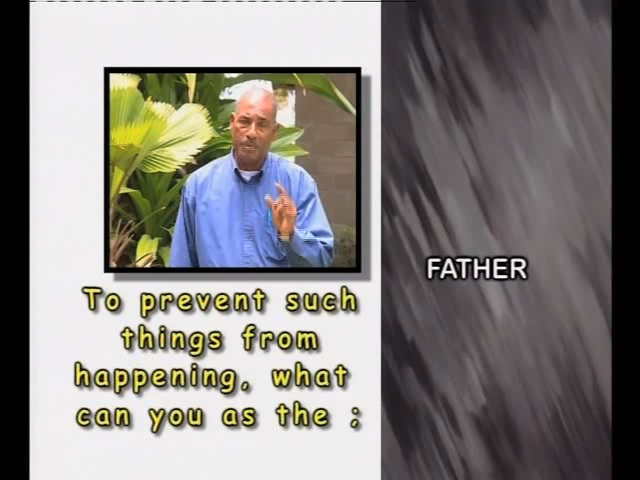 To prevent such
things from
happening, what
can you as the :
FATHER